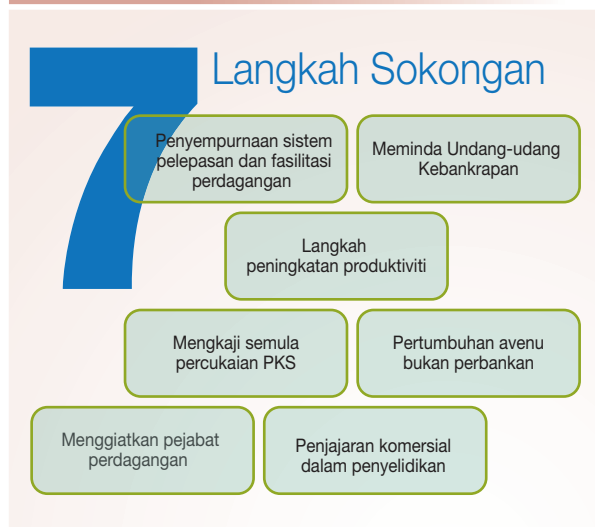 7 Langkah Sokongan
Penyempurnaan sistem
pelepasan dan fasilitasi
perdagangan
Meminda Undang-udang
Kebankrapan
Langkah
peningkatan produktiviti
Mengkaji semula
percukaian PKS
Pertumbuhan avenu
bukan perbankan
Menggiatkan pejabat
perdagangan
Penjajaran komersial
dalam penyelidikan